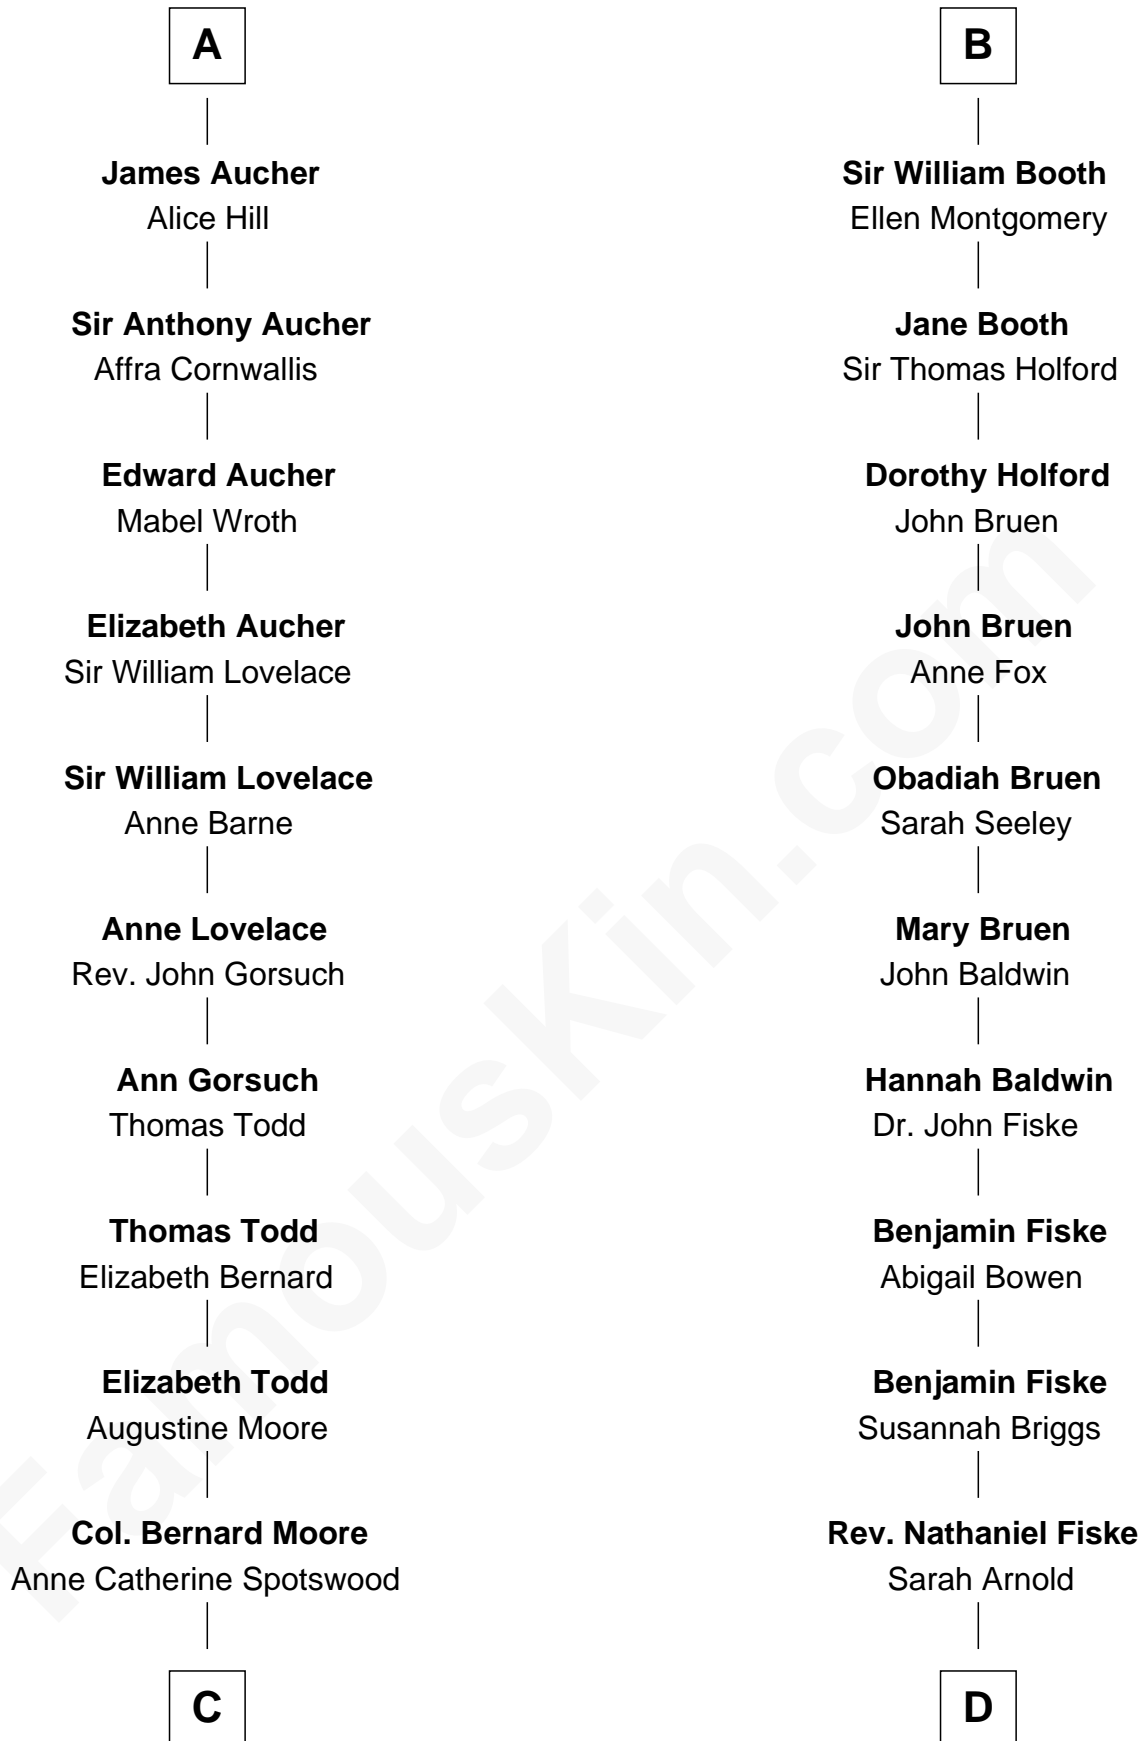 A
James Aucher
Alice Hill
Sir Anthony Aucher
Affra Cornwallis
Edward Aucher
Mabel Wroth
Elizabeth Aucher
Sir William Lovelace
Sir William Lovelace
Anne Barne
Anne Lovelace
Rev. John Gorsuch
Ann Gorsuch
Thomas Todd
Thomas Todd
Elizabeth Bernard
Elizabeth Todd
Augustine Moore
Col. Bernard Moore
Anne Catherine Spotswood
C
B
Sir William Booth
Ellen Montgomery
Jane Booth
Sir Thomas Holford
Dorothy Holford
John Bruen
John Bruen
Anne Fox
Obadiah Bruen
Sarah Seeley
Mary Bruen
John Baldwin
Hannah Baldwin
Dr. John Fiske
Benjamin Fiske
Abigail Bowen
Benjamin Fiske
Susannah Briggs
Rev. Nathaniel Fiske
Sarah Arnold
D
FamousKin.com